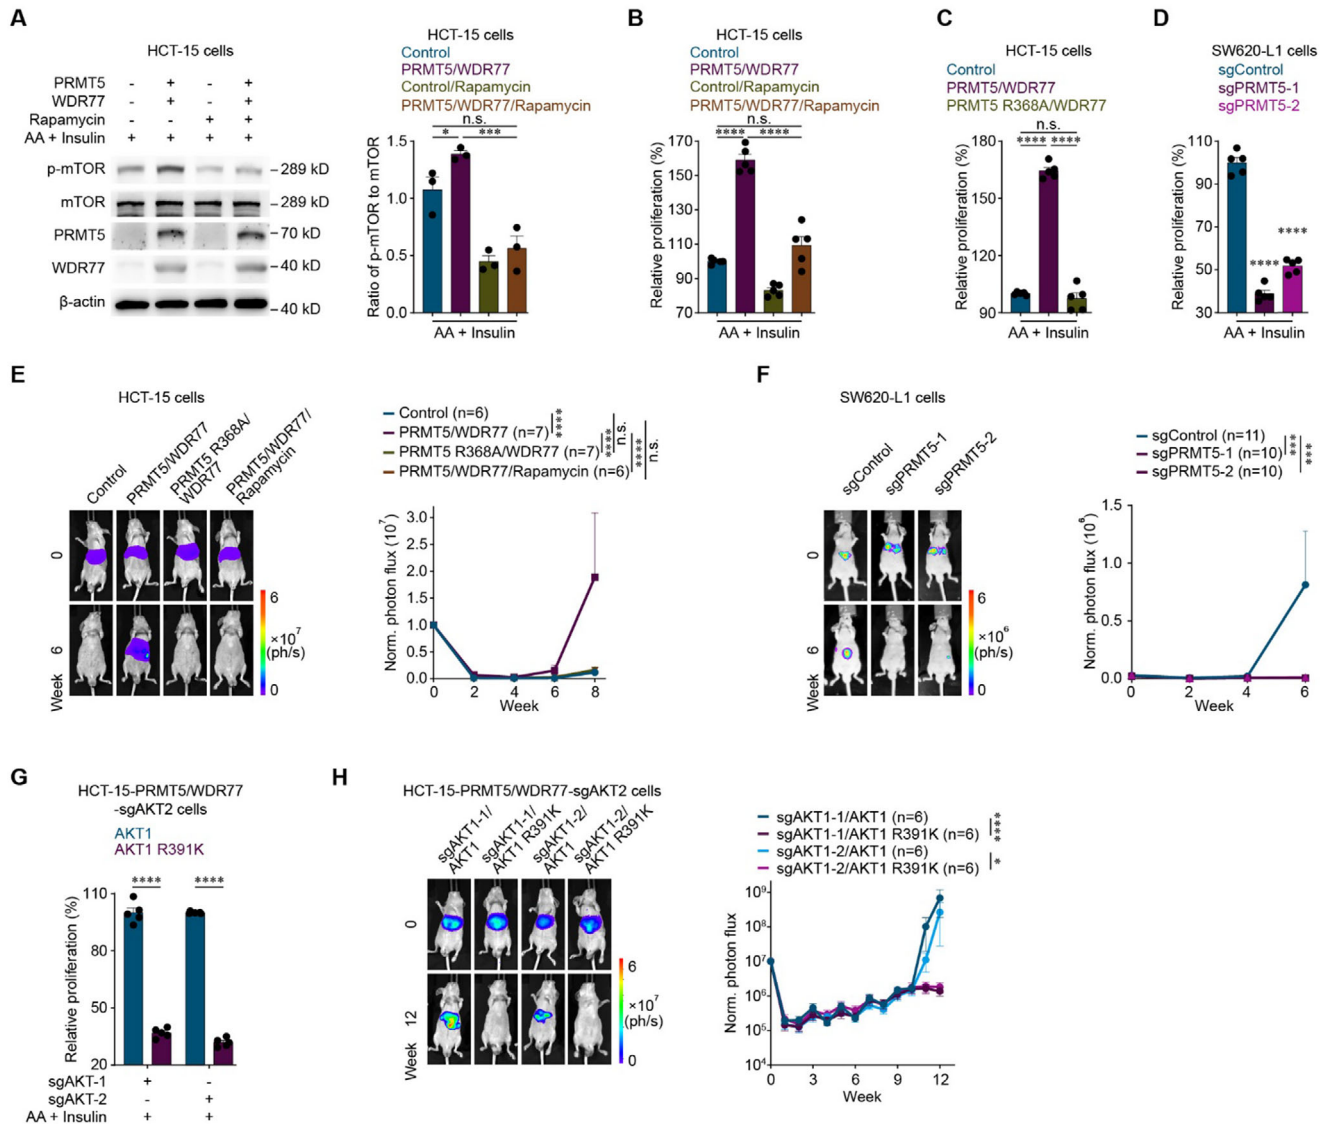 A
HCT-15 cells
PRMT5 - + - +
WDR77 - + - +
Rapamycin - - + +
AA + Insulin + + + +
p-mTOR 289 kD
mTOR 289 kD
PRMT5 70 kD
WDR77 40 kD
β-actin 40 kD
HCT-15 cells
Control
PRMT5/WDR77
Control/Rapamycin
PRMT5/WDR77/Rapamycin
n.s.
* ***
Ratio of p-mTOR to mTOR
1.5
1.0
0.5
0.0
AA + Insulin
B
HCT-15 cells
Control
PRMT5/WDR77
Control/Rapamycin
PRMT5/WDR77/Rapamycin
n.s.
**** ****
Relative proliferation (%)
170
150
130
110
90
70
AA + Insulin
C
HCT-15 cells
Control
PRMT5/WDR77
PRMT5 R368A/WDR77
n.s.
**** ****
Relative proliferation (%)
180
150
120
90
AA + Insulin
D
SW620-L1 cells
sgControl
sgPRMT5-1
sgPRMT5-2
Relative proliferation (%)
110
90
70
50
30
****
****
AA + Insulin
E
HCT-15 cells
Control
PRMT5/WDR77
PRMT5 R368A/
WDR77
PRMT5/WDR77/
Rapamycin
0
6
Week
6
×10⁷
(ph/s)
0
Control (n=6)
PRMT5/WDR77 (n=7)
PRMT5 R368A/WDR77 (n=7)
PRMT5/WDR77/Rapamycin (n=6)
****
****
n.s.
****
n.s.
Norm. photon flux (10⁷)
3.0
2.5
2.0
1.5
1.0
0.5
0.0
0 2 4 6 8
Week
F
SW620-L1 cells
sgControl
sgPRMT5-1
sgPRMT5-2
0
6
Week
6
×10⁶
(ph/s)
0
sgControl (n=11)
sgPRMT5-1 (n=10)
sgPRMT5-2 (n=10)
***
***
Norm. photon flux (10⁶)
1.5
1.0
0.5
0.0
0 2 4 6
Week
G
HCT-15-PRMT5/WDR77
-sgAKT2 cells
AKT1
AKT1 R391K
**** ****
Relative proliferation (%)
110
80
50
20
sgAKT-1 + -
sgAKT-2 - +
AA + Insulin + +
H
HCT-15-PRMT5/WDR77-sgAKT2 cells
sgAKT1-1/
AKT1
sgAKT1-1/
AKT1 R391K
sgAKT1-2/
AKT1
sgAKT1-2/
AKT1 R391K
0
12
Week
6
×10⁷
(ph/s)
0
sgAKT1-1/AKT1 (n=6)
sgAKT1-1/AKT1 R391K (n=6)
sgAKT1-2/AKT1 (n=6)
sgAKT1-2/AKT1 R391K (n=6)
****
*
Norm. photon flux
10⁹
10⁸
10⁷
10⁶
10⁵
10⁴
0 3 6 9 12
Week